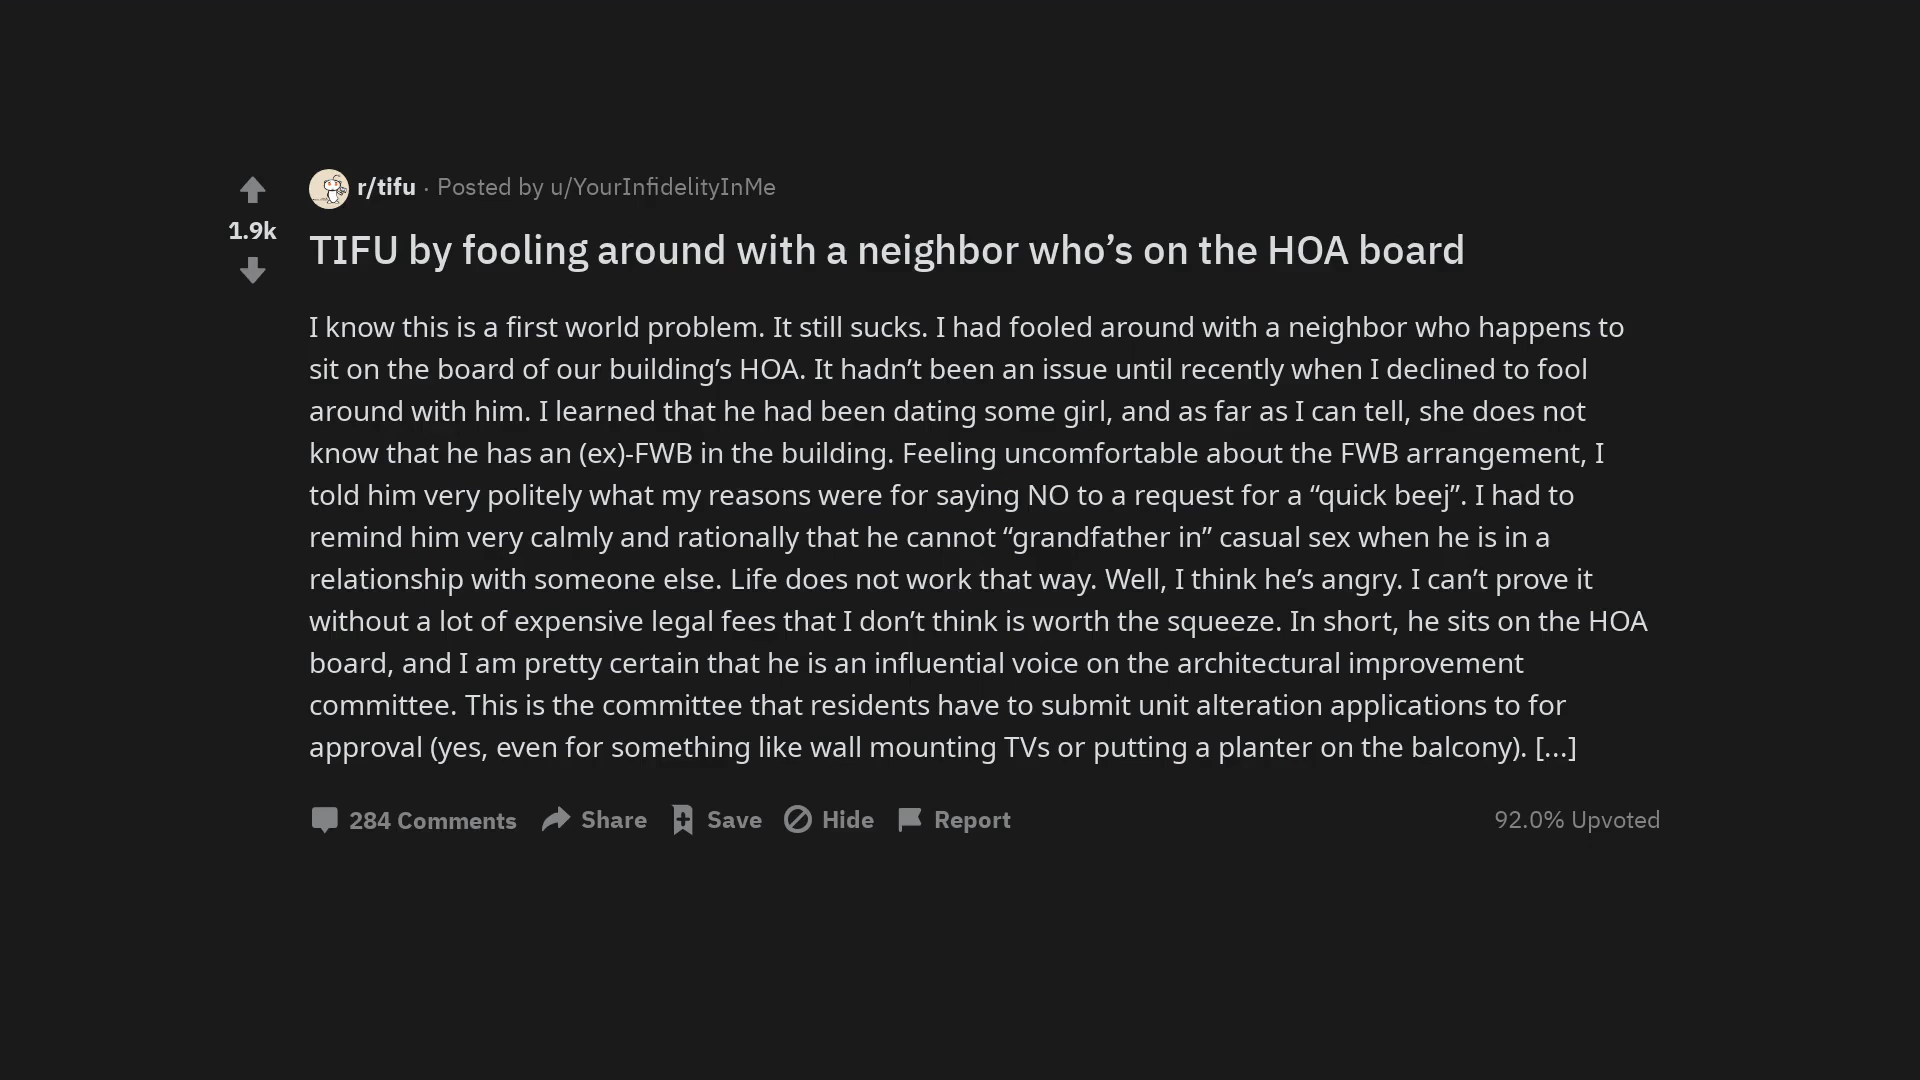 r/tifu · Posted by u/YourInfidelityInMe
1.9k
TIFU by fooling around with a neighbor who’s on the HOA board
I know this is a first world problem. It still sucks. I had fooled around with a neighbor who happens to
sit on the board of our building’s HOA. It hadn’t been an issue until recently when I declined to fool
around with him. I learned that he had been dating some girl, and as far as I can tell, she does not
know that he has an (ex)-FWB in the building. Feeling uncomfortable about the FWB arrangement, I
told him very politely what my reasons were for saying NO to a request for a “quick beej”. I had to
remind him very calmly and rationally that he cannot “grandfather in” casual sex when he is in a
relationship with someone else. Life does not work that way. Well, I think he’s angry. I can’t prove it
without a lot of expensive legal fees that I don’t think is worth the squeeze. In short, he sits on the HOA
board, and I am pretty certain that he is an influential voice on the architectural improvement
committee. This is the committee that residents have to submit unit alteration applications to for
approval (yes, even for something like wall mounting TVs or putting a planter on the balcony). [...]
284 Comments Share Save Hide Report 92.0% Upvoted